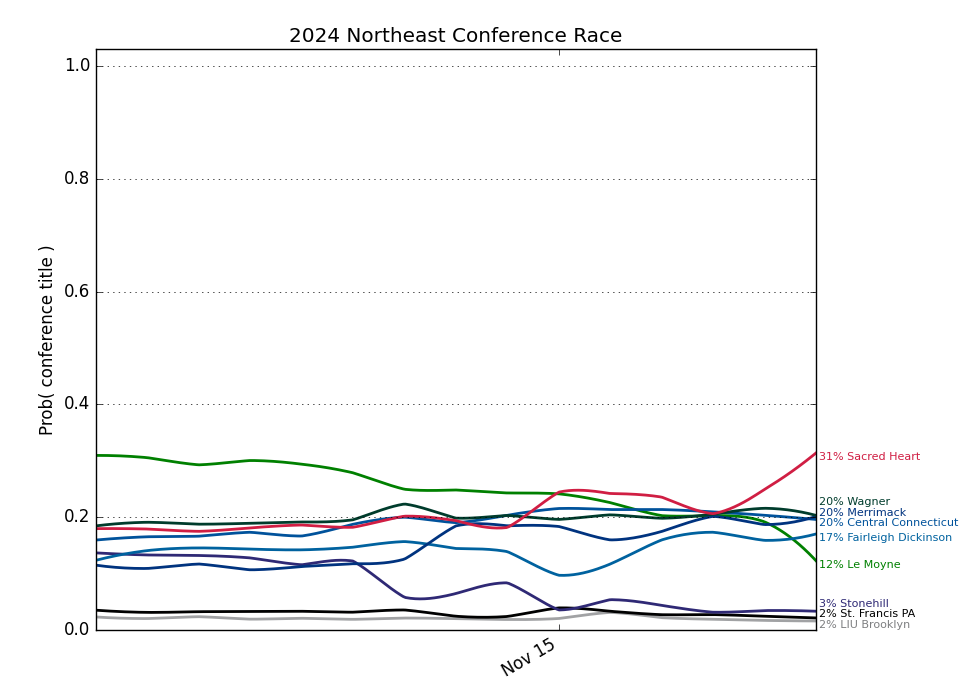 2024 Northeast Conference Race
1.0
0.8
0.6
0.4
0.2
0.0
Prob( conference title )
31% Sacred Heart
20% Wagner
20% Merrimack
20% Central Connecticut
17% Fairleigh Dickinson
12% Le Moyne
3% Stonehill
2% St. Francis PA
2% LIU Brooklyn
Nov 15